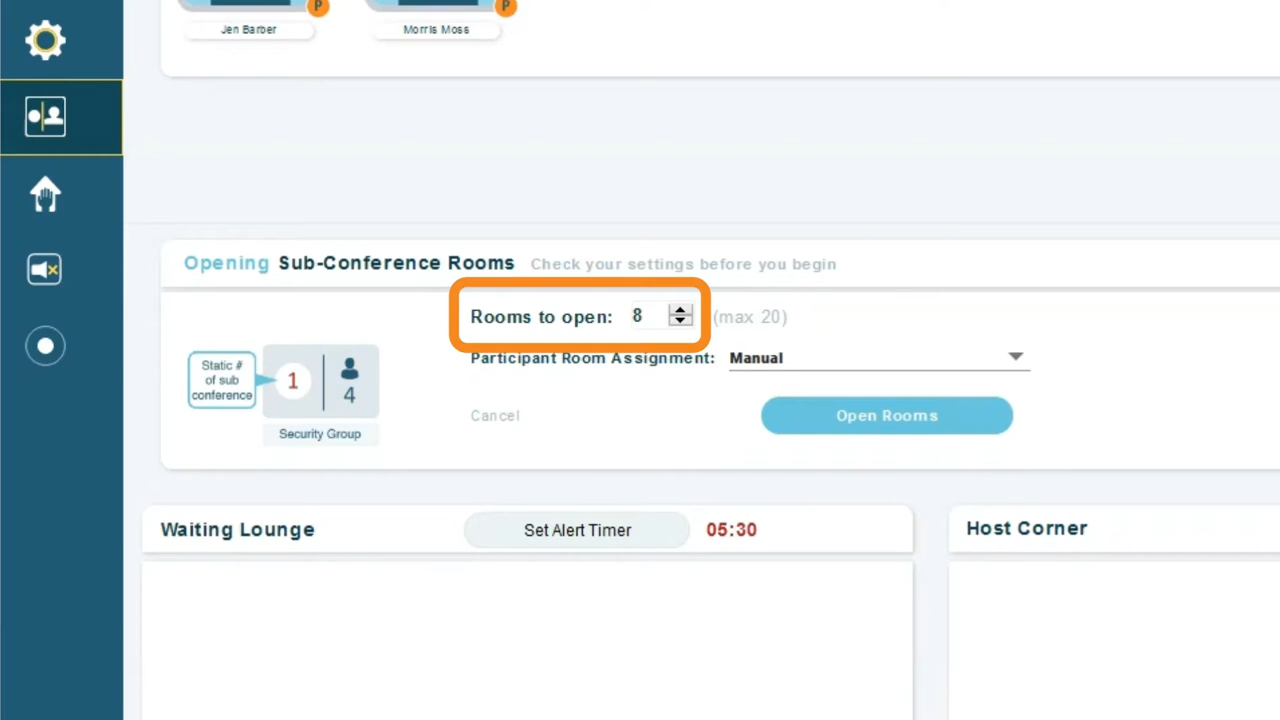 P
P
Jen Barber
Morris Moss
Opening Sub-Conference Rooms Check your settings before you begin
Rooms to open: 8 (max 20)
Static #
of sub
conference
1
4
Security Group
Participant Room Assignment: Manual
Cancel
Open Rooms
Waiting Lounge
Set Alert Timer
05:30
Host Corner